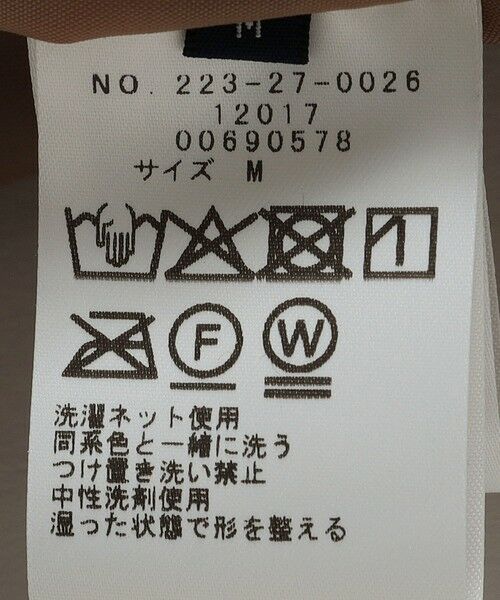 M
NO. 223-27-0026
12017
00690578
サイズ M
F
W
洗濯ネット使用
同系色と一緒に洗う
つけ置き洗い禁止
中性洗剤使用
湿った状態で形を整える